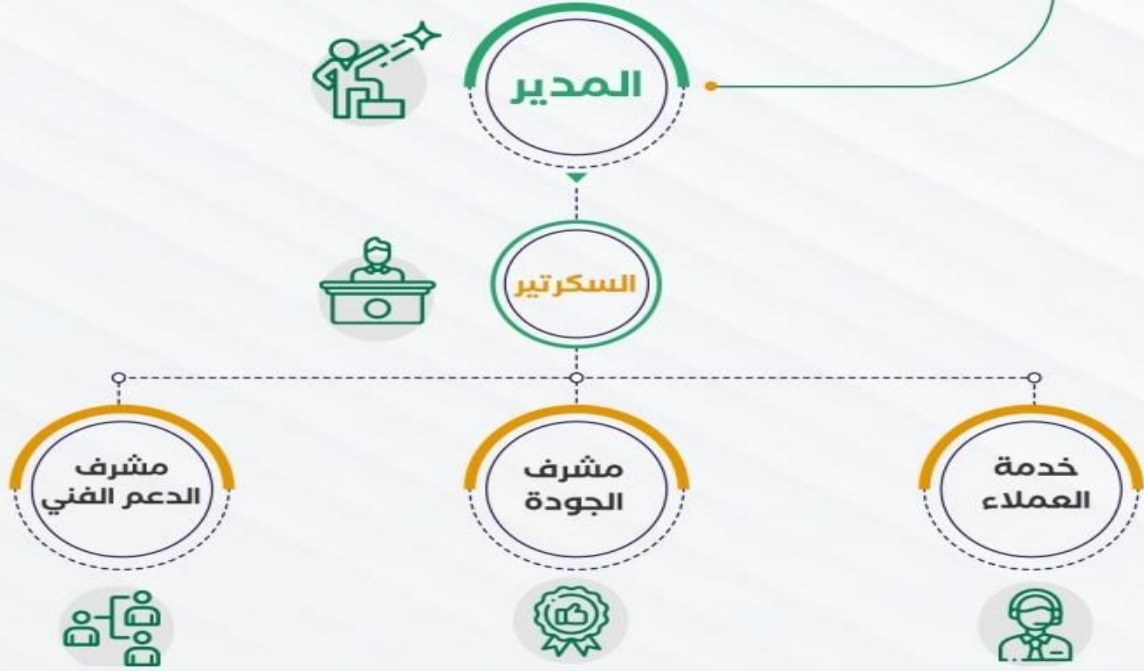 المدير
السكرتير
خدمة
العملاء
مشرف
الجودة
مشرف
الدعم الفني